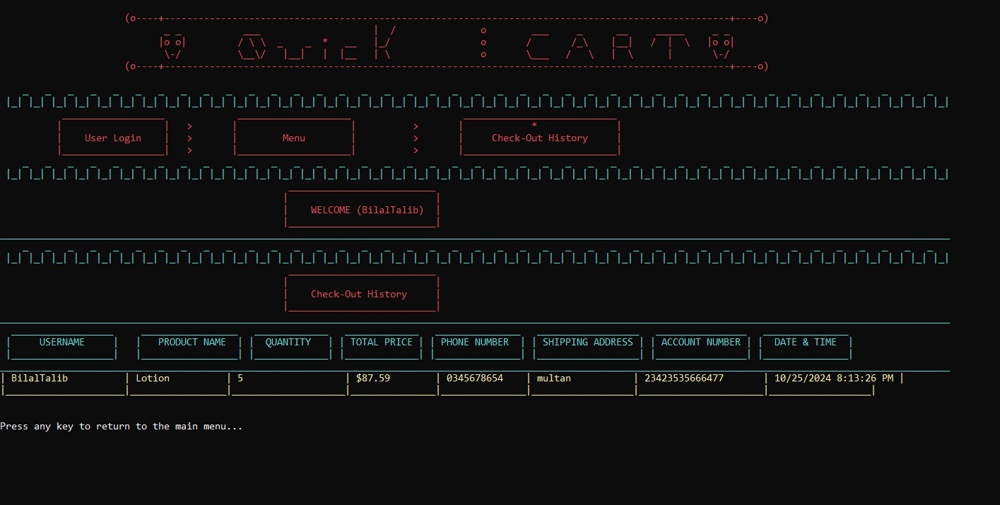 QUICK CART
User Login > Menu > * Check-Out History
WELCOME (BilalTalib)
Check-Out History
USERNAME PRODUCT NAME QUANTITY TOTAL PRICE PHONE NUMBER SHIPPING ADDRESS ACCOUNT NUMBER DATE & TIME
BilalTalib Lotion 5 $87.59 0345678654 multan 23423535666477 10/25/2024 8:13:26 PM
Press any key to return to the main menu...